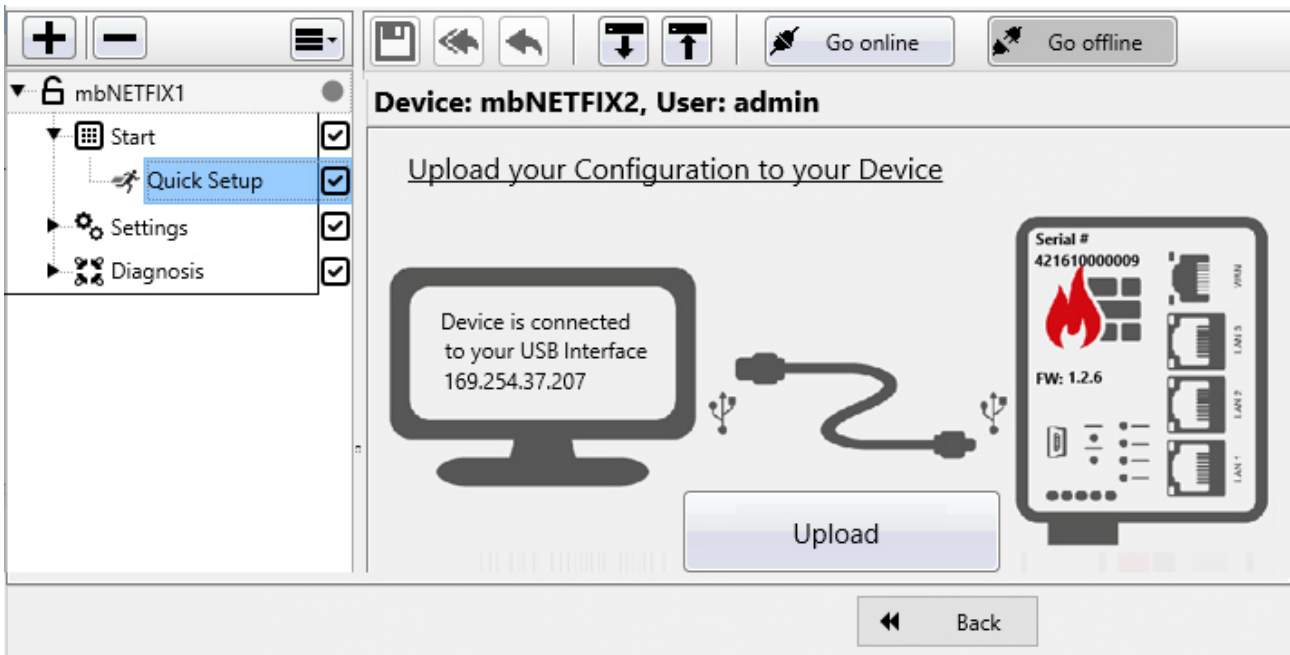 Go online
Go offline
mbNETFIX1
Start
Quick Setup
Settings
Diagnosis
Device: mbNETFIX2, User: admin
Upload your Configuration to your Device
Device is connected
to your USB Interface
169.254.37.207
Serial #
421610000009
FW: 1.2.6
WAN
LAN 3
LAN 2
LAN 1
Upload
Back